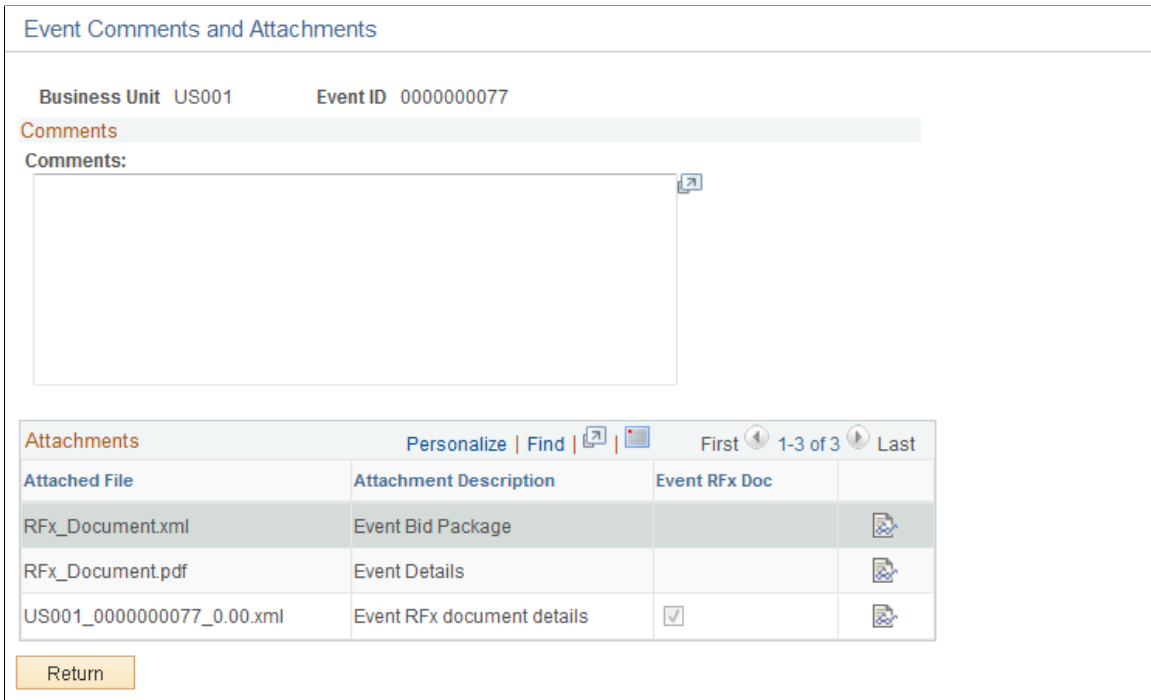 Event Comments and Attachments
Business Unit US001 Event ID 0000000077
Comments
Comments:
Attachments Personalize | Find | | First 1-3 of 3 Last
Attached File Attachment Description Event RFx Doc
RFx_Document.xml Event Bid Package
RFx_Document.pdf Event Details
US001_0000000077_0.00.xml Event RFx document details
Return